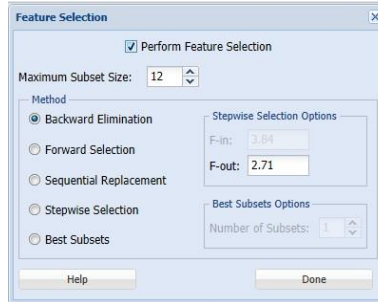 Feature Selection
Perform Feature Selection
Maximum Subset Size: 12
Method
Backward Elimination
Forward Selection
Sequential Replacement
Stepwise Selection
Best Subsets
Stepwise Selection Options
F-in: 3.84
F-out: 2.71
Best Subsets Options
Number of Subsets: 1
Help
Done